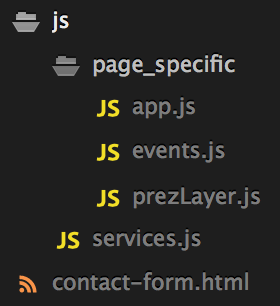 js
page_specific
JS app.js
JS events.js
JS prezLayer.js
JS services.js
contact-form.html